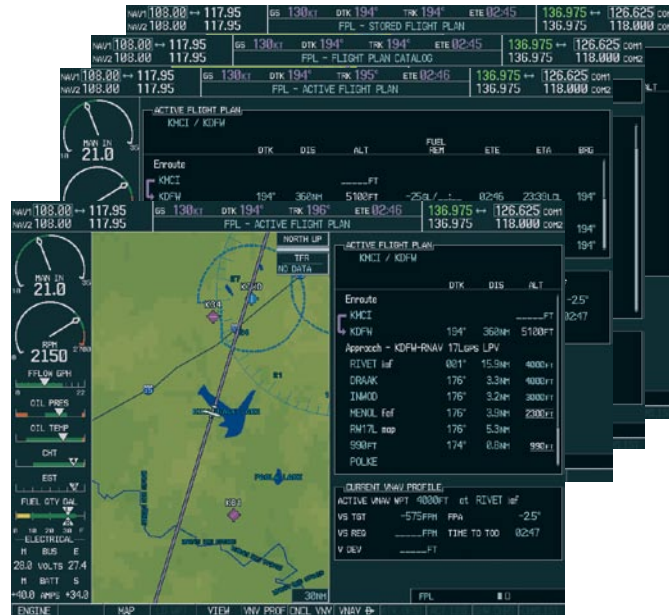 NAV1 108.00 ↔ 117.95 GS 130KT DTK 194° TRK 194° ETE 02:45 136.975 ↔ 126.625 COM1
NAV2 108.00 117.95 FPL - STORED FLIGHT PLAN 136.975 118.000 COM2
NAV1 108.00 ↔ 117.95 GS 130KT DTK 194° TRK 194° ETE 02:45 136.975 ↔ 126.625 COM1
NAV2 108.00 117.95 FPL - FLIGHT PLAN CATALOG 136.975 118.000 COM2
NAV1 108.00 ↔ 117.95 GS 130KT DTK 194° TRK 195° ETE 02:46 136.975 ↔ 126.625 COM1
NAV2 108.00 117.95 FPL - ACTIVE FLIGHT PLAN 136.975 118.000 COM2
ACTIVE FLIGHT PLAN
KMCI / KDFW
FUEL
DTK DIS ALT REM ETE ETA BRG
Enroute
KMCI _____FT
KDFW 194° 360NM 5100FT 02:46 194°
194°
194°
-2.5°
02:47
MAN IN
21.0
NAV1 108.00 ↔ 117.95 GS 130KT DTK 194° TRK 196° ETE 02:46 136.975 ↔ 126.625 COM1
NAV2 108.00 117.95 FPL - ACTIVE FLIGHT PLAN 136.975 118.000 COM2
MAN IN
21.0
RPM
2150 2700
FFLOW GPH
0 22
OIL PRES
OIL TEMP
CHT
EGT
FUEL QTY GAL
0 10 20 30 F
ELECTRICAL
M BUS E
28.0 VOLTS 27.4
M BATT S
+40.0 AMPS +34.0
NORTH UP
TFR
NO DATA
30NM
ACTIVE FLIGHT PLAN
KMCI / KDFW
DTK DIS ALT
Enroute
KMCI _____FT
KDFW 194° 360NM 5100FT
Approach - KDFW-RNAV 17LGPS LPV
RIVET iaf 001° 15.9NM 4000FT
DRAAK 176° 3.3NM 4000FT
INWOD 176° 3.2NM 3000FT
MENOL faf 176° 3.9NM 2300FT
RW17L map 176° 5.3NM
990FT 174° 0.8NM 990FT
POLKE
CURRENT VNAV PROFILE
ACTIVE VNAV WPT 4000FT at RIVET iaf
VS TGT -575FPM FPA -2.5°
VS REQ _____FPM TIME TO TOD 02:47
V DEV _____FT
FPL
ENGINE MAP VIEW VNV PROF CNCL VNV VNAV